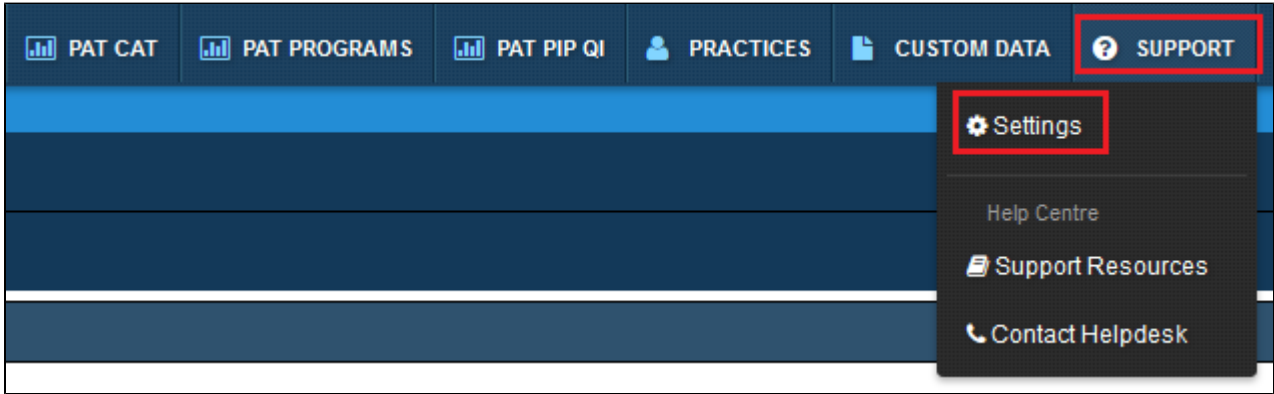 PAT CAT PAT PROGRAMS PAT PIP QI PRACTICES CUSTOM DATA SUPPORT
Settings
Help Centre
Support Resources
Contact Helpdesk